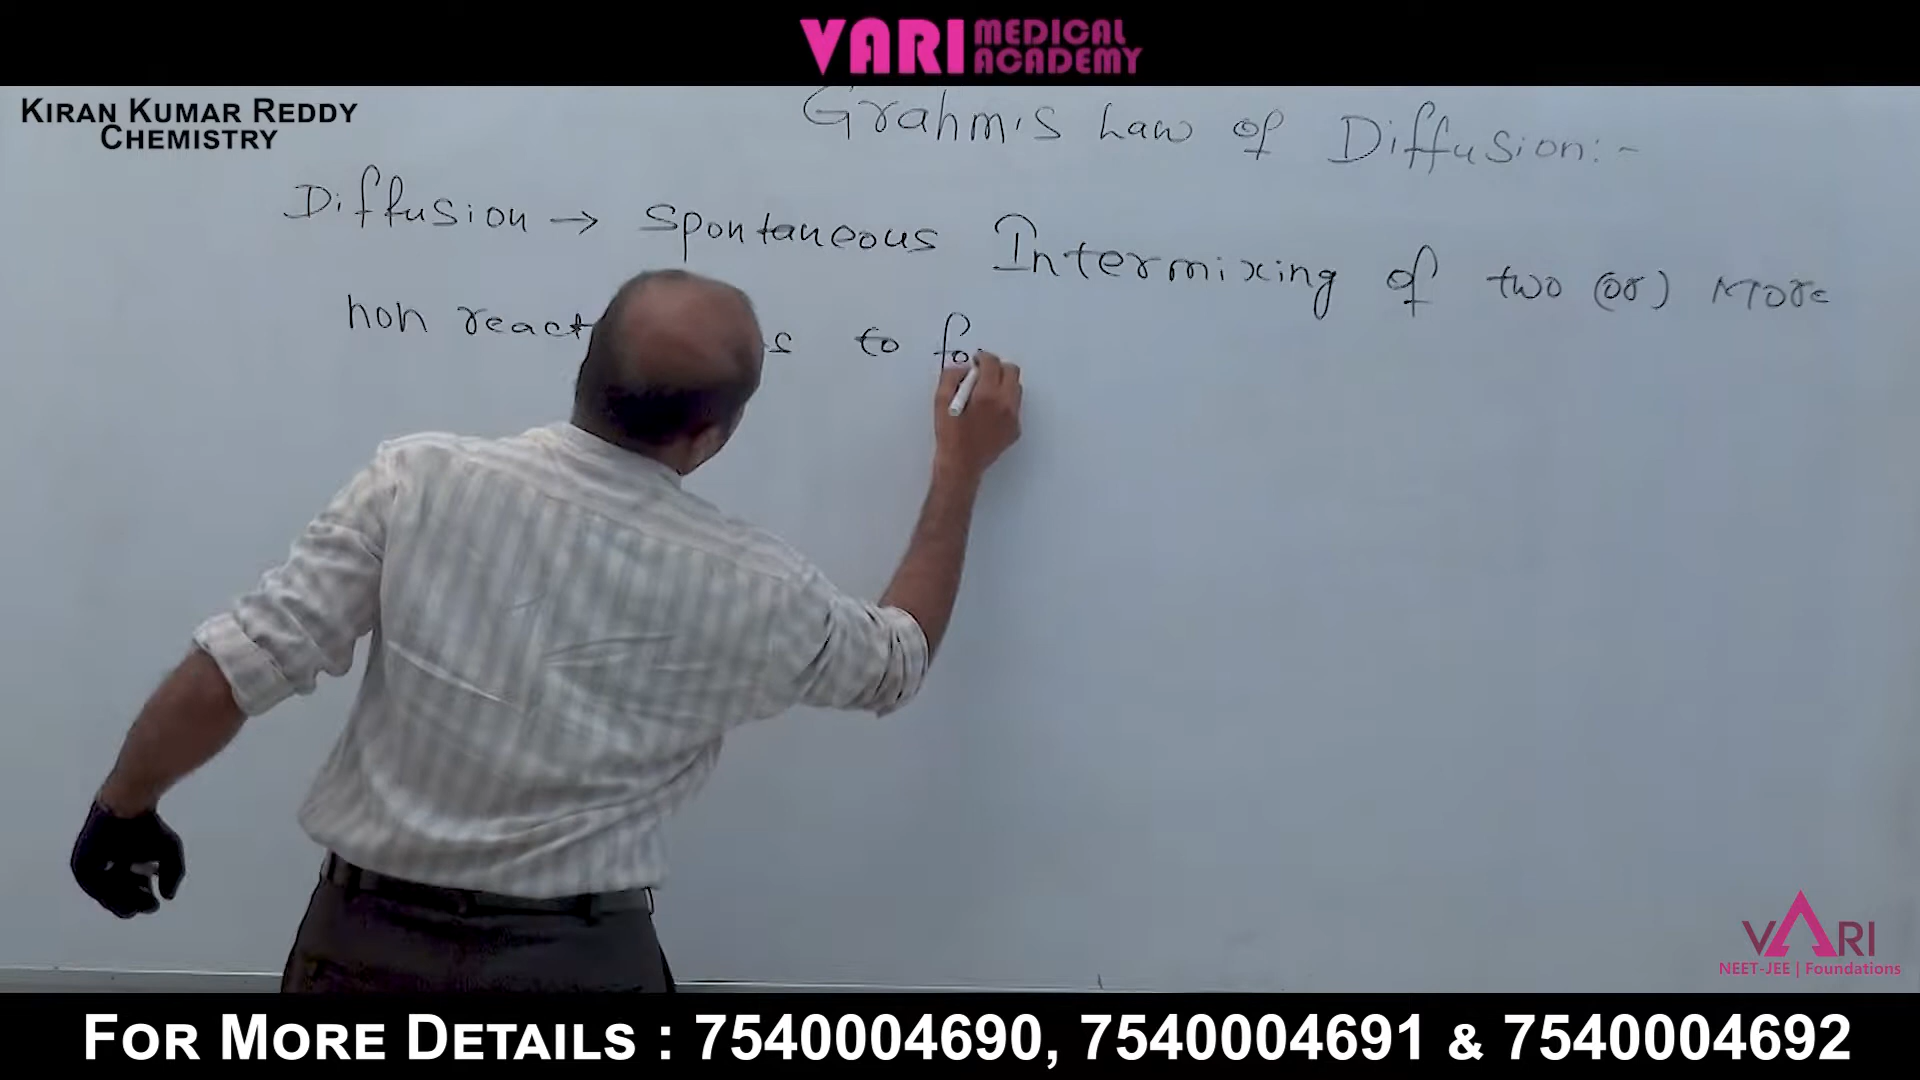 VARI MEDICAL ACADEMY
KIRAN KUMAR REDDY
CHEMISTRY
Grahm's Law of Diffusion:-
Diffusion → Spontaneous Intermixing of two (or) More
non react to fo
VARI
NEET-JEE | Foundations
FOR MORE DETAILS : 7540004690, 7540004691 & 7540004692